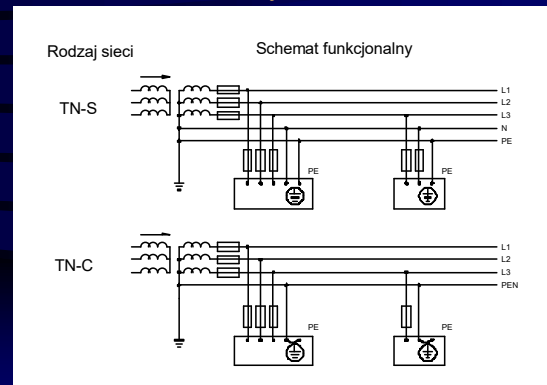 Rodzaj sieci Schemat funkcjonalny
TN-S
L1
L2
L3
N
PE
PE
PE
TN-C
L1
L2
L3
PEN
PE
PE